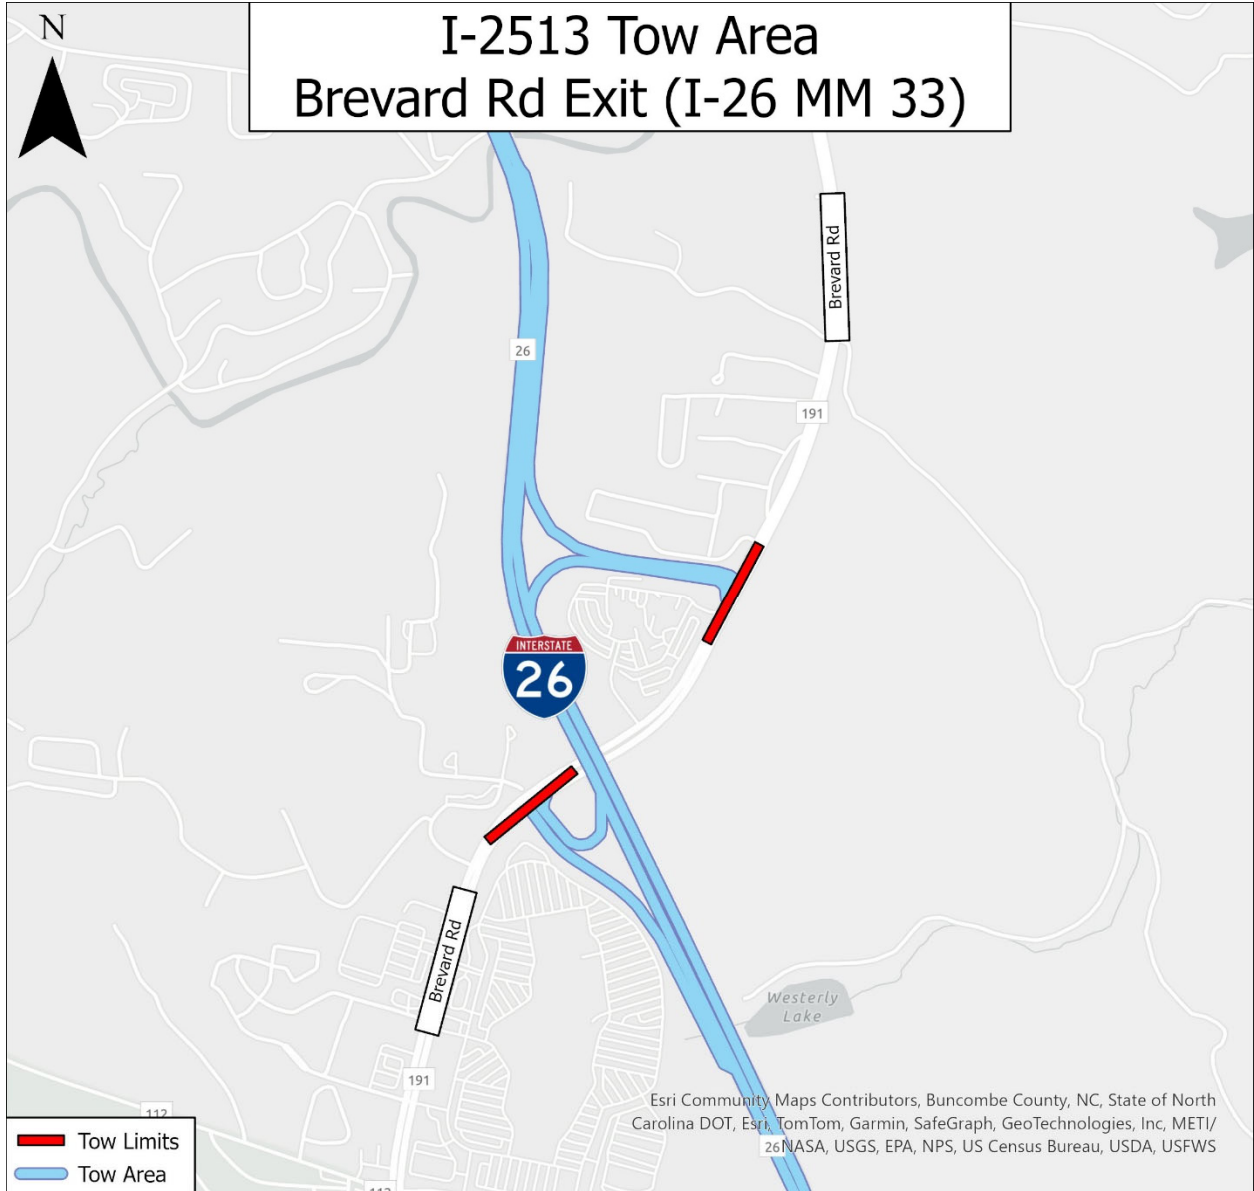 N
I-2513 Tow Area
Brevard Rd Exit (I-26 MM 33)
Brevard Rd
26
191
INTERSTATE
26
Brevard Rd
Westerly
Lake
191
112
Esri Community Maps Contributors, Buncombe County, NC, State of North
Carolina DOT, Esri, TomTom, Garmin, SafeGraph, GeoTechnologies, Inc, METI/
26 NASA, USGS, EPA, NPS, US Census Bureau, USDA, USFWS
Tow Limits
Tow Area
112